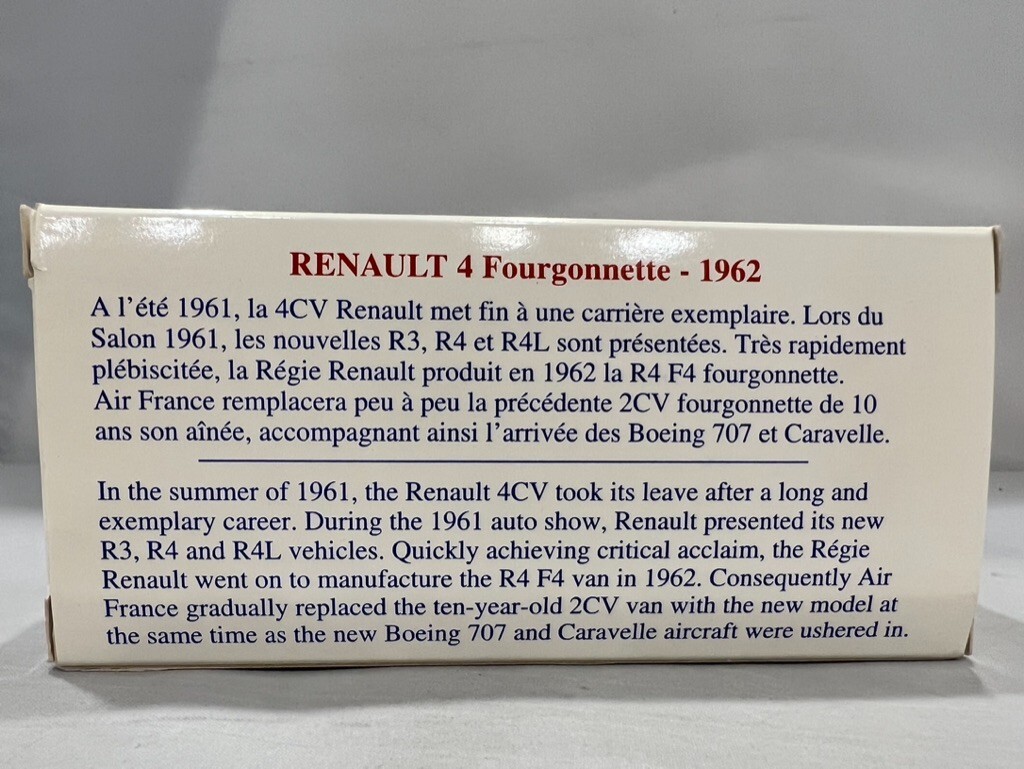 RENAULT 4 Fourgonnette - 1962
A l'été 1961, la 4CV Renault met fin à une carrière exemplaire. Lors du
Salon 1961, les nouvelles R3, R4 et R4L sont présentées. Très rapidement
plébiscitée, la Régie Renault produit en 1962 la R4 F4 fourgonnette.
Air France remplacera peu à peu la précédente 2CV fourgonnette de 10
ans son aînée, accompagnant ainsi l'arrivée des Boeing 707 et Caravelle.
In the summer of 1961, the Renault 4CV took its leave after a long and
exemplary career. During the 1961 auto show, Renault presented its new
R3, R4 and R4L vehicles. Quickly achieving critical acclaim, the Régie
Renault went on to manufacture the R4 F4 van in 1962. Consequently Air
France gradually replaced the ten-year-old 2CV van with the new model at
the same time as the new Boeing 707 and Caravelle aircraft were ushered in.